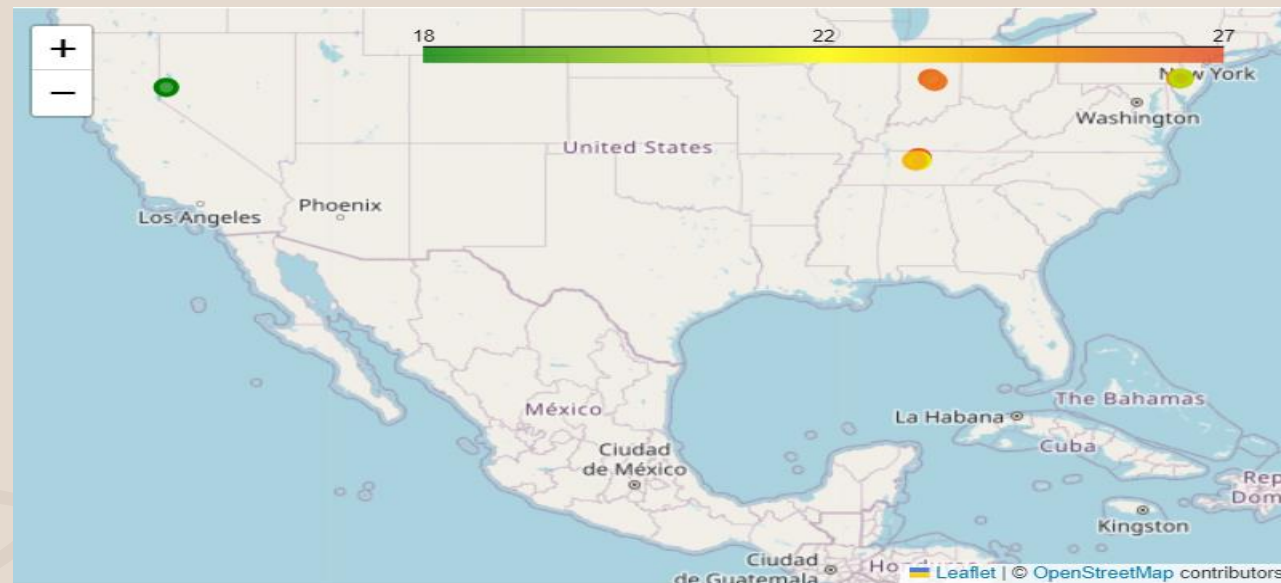 +
−
18 22 27
New York
Washington
United States
Los Angeles
Phoenix
México
Ciudad
de México
La Habana
The Bahamas
Cuba
Kingston
Ciudad
de Guatemala
Leaflet | © OpenStreetMap contributors